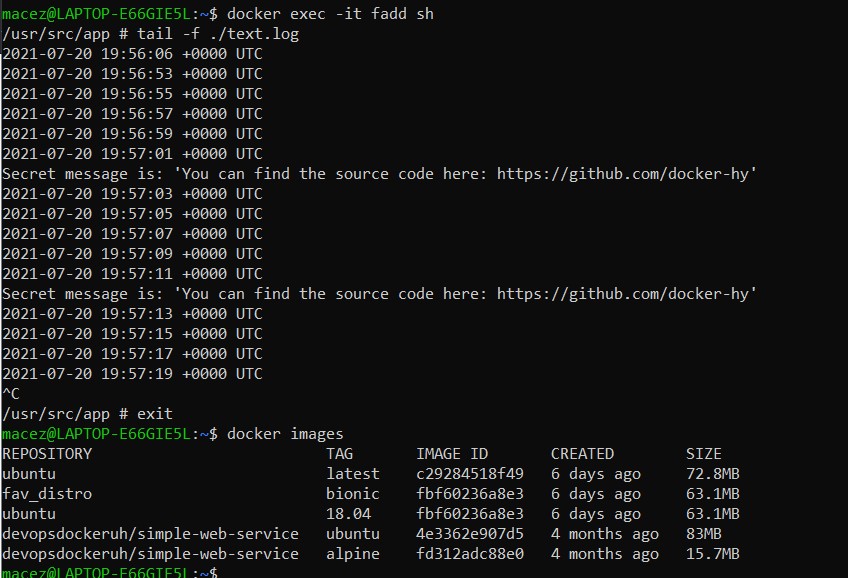 macez@LAPTOP-E66GIE5L:~$ docker exec -it fadd sh
/usr/src/app # tail -f ./text.log
2021-07-20 19:56:06 +0000 UTC
2021-07-20 19:56:53 +0000 UTC
2021-07-20 19:56:55 +0000 UTC
2021-07-20 19:56:57 +0000 UTC
2021-07-20 19:56:59 +0000 UTC
2021-07-20 19:57:01 +0000 UTC
Secret message is: 'You can find the source code here: https://github.com/docker-hy'
2021-07-20 19:57:03 +0000 UTC
2021-07-20 19:57:05 +0000 UTC
2021-07-20 19:57:07 +0000 UTC
2021-07-20 19:57:09 +0000 UTC
2021-07-20 19:57:11 +0000 UTC
Secret message is: 'You can find the source code here: https://github.com/docker-hy'
2021-07-20 19:57:13 +0000 UTC
2021-07-20 19:57:15 +0000 UTC
2021-07-20 19:57:17 +0000 UTC
2021-07-20 19:57:19 +0000 UTC
^C
/usr/src/app # exit
macez@LAPTOP-E66GIE5L:~$ docker images
REPOSITORY                          TAG       IMAGE ID       CREATED        SIZE
ubuntu                              latest    c29284518f49   6 days ago     72.8MB
fav_distro                          bionic    fbf60236a8e3   6 days ago     63.1MB
ubuntu                              18.04     fbf60236a8e3   6 days ago     63.1MB
devopsdockeruh/simple-web-service   ubuntu    4e3362e907d5   4 months ago   83MB
devopsdockeruh/simple-web-service   alpine    fd312adc88e0   4 months ago   15.7MB
macez@LAPTOP-E66GIE5L:~$